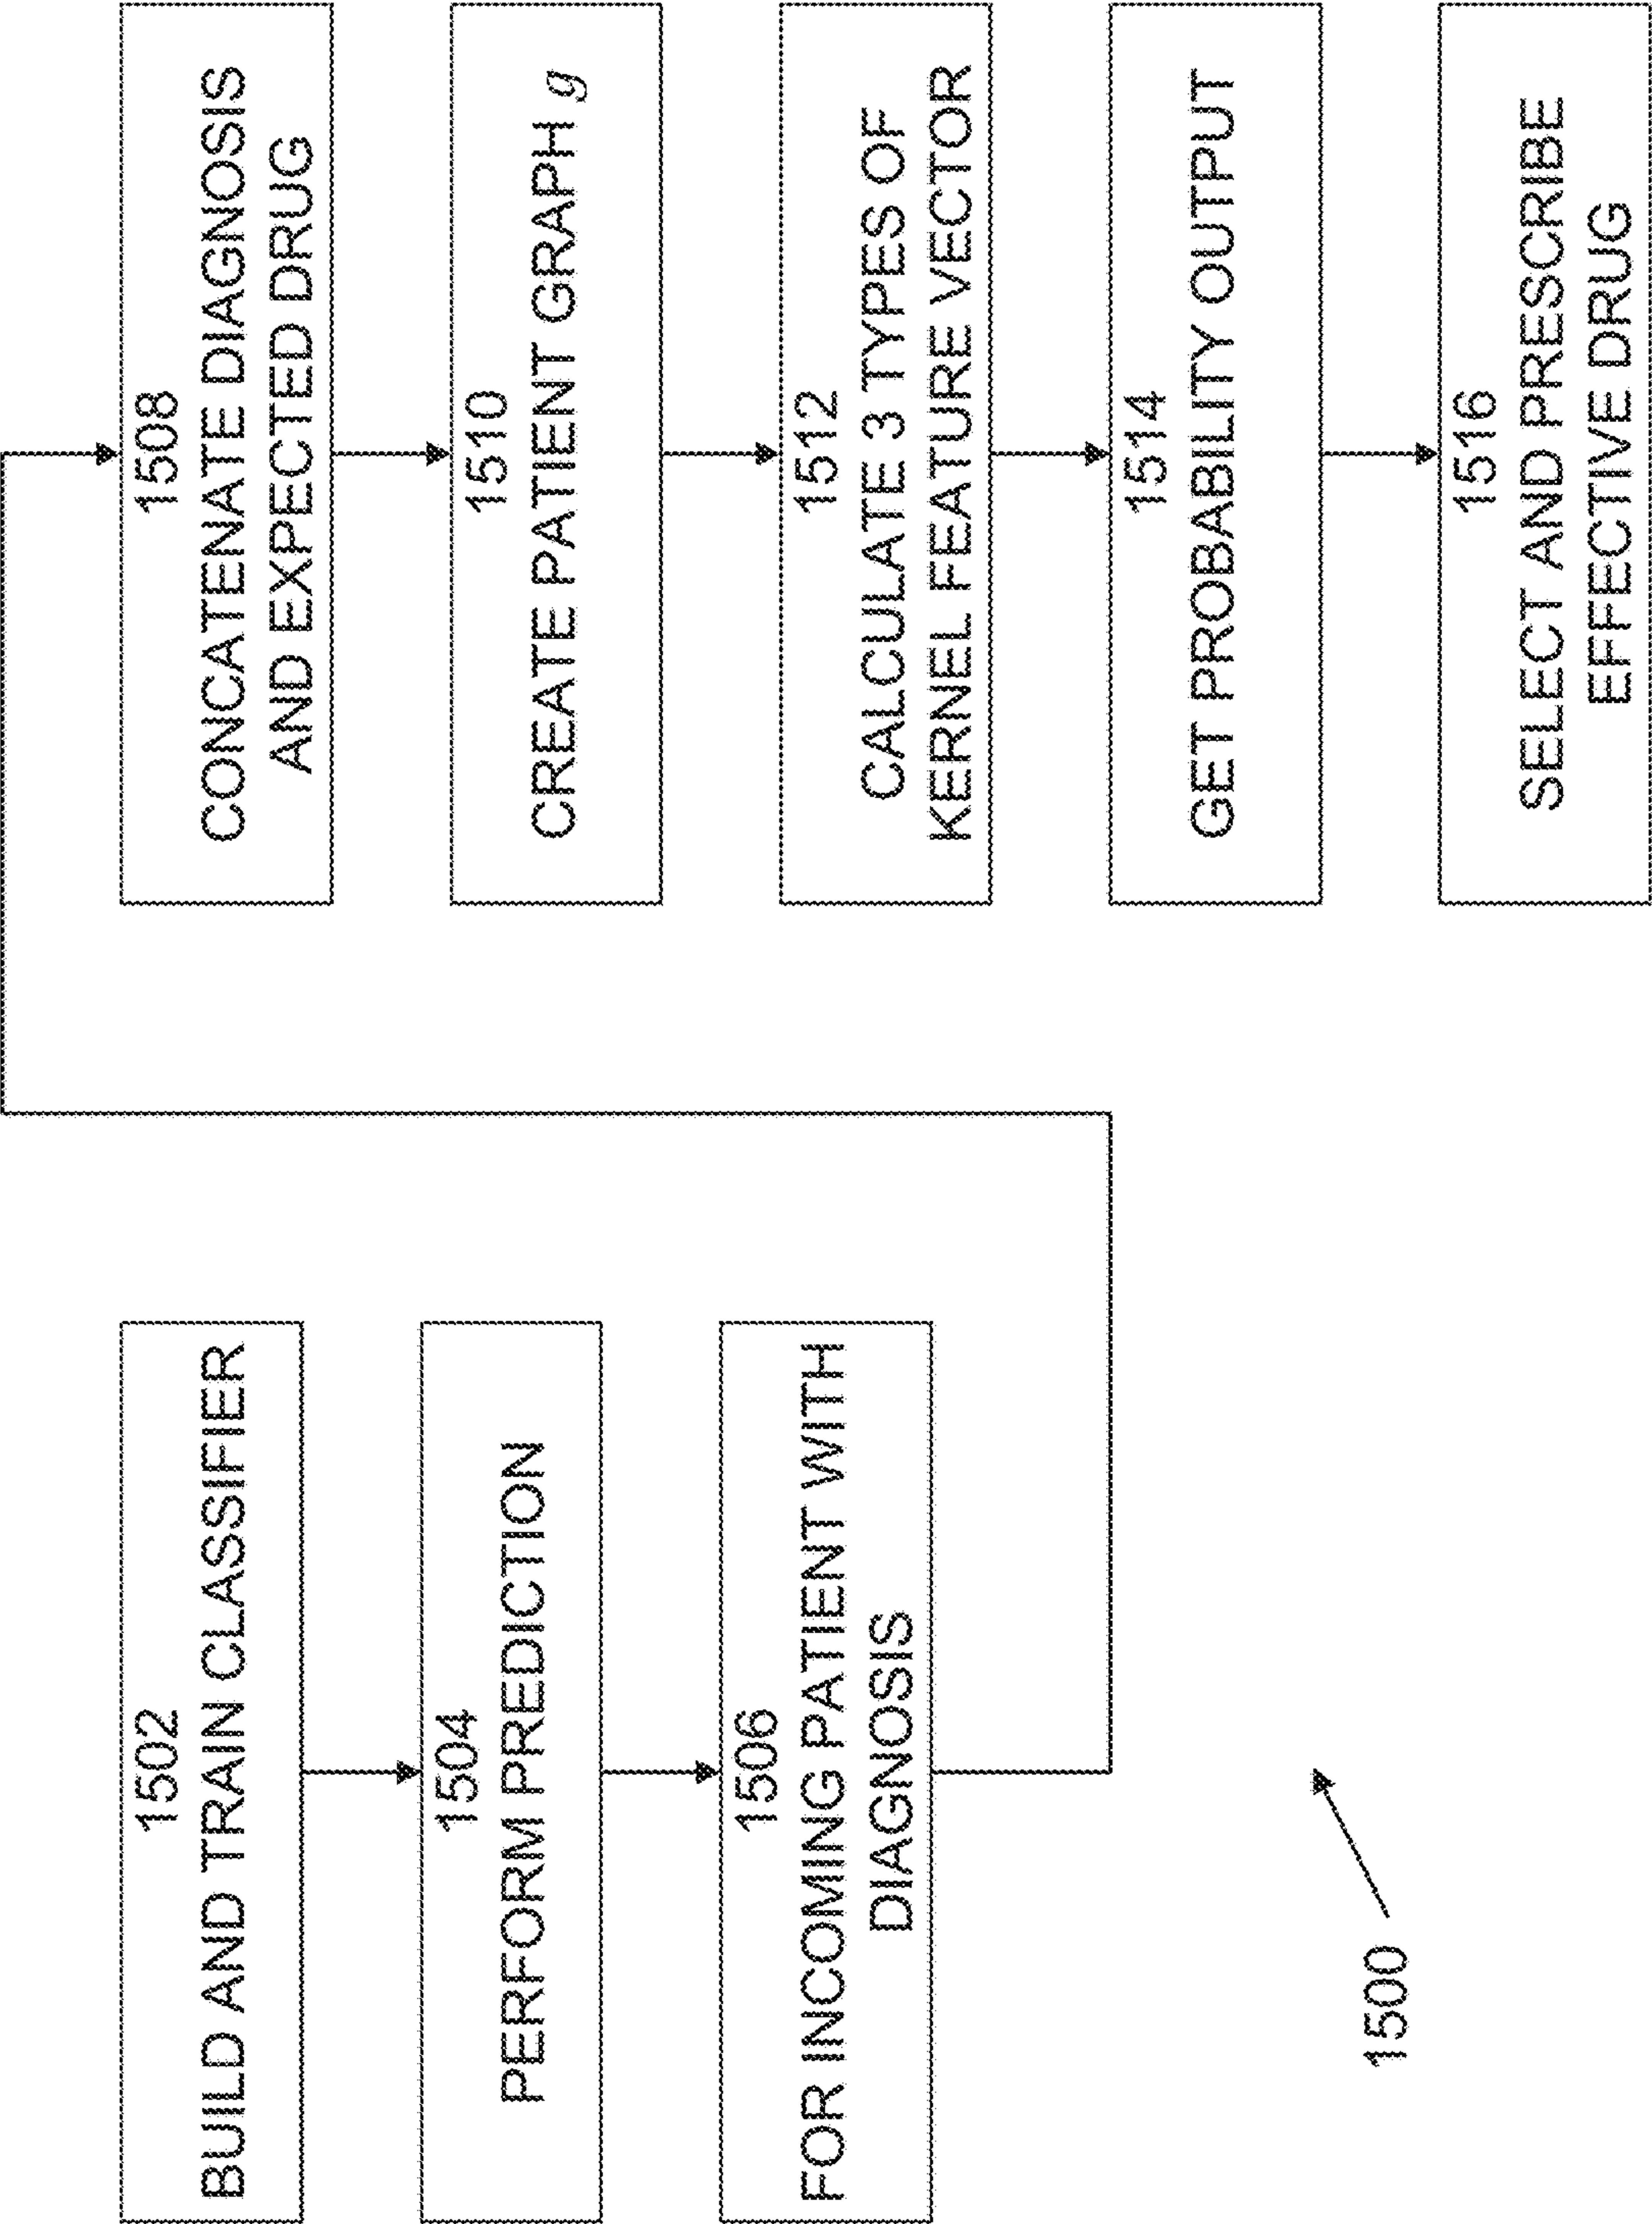 1502
BUILD AND TRAIN CLASSIFIER
1504
PERFORM PREDICTION
1506
FOR INCOMING PATIENT WITH
DIAGNOSIS
1508
CONCATENATE DIAGNOSIS
AND EXPECTED DRUG
1510
CREATE PATIENT GRAPH g
1512
CALCULATE 3 TYPES OF
KERNEL FEATURE VECTOR
1514
GET PROBABILITY OUTPUT
1516
SELECT AND PRESCRIBE
EFFECTIVE DRUG
1500